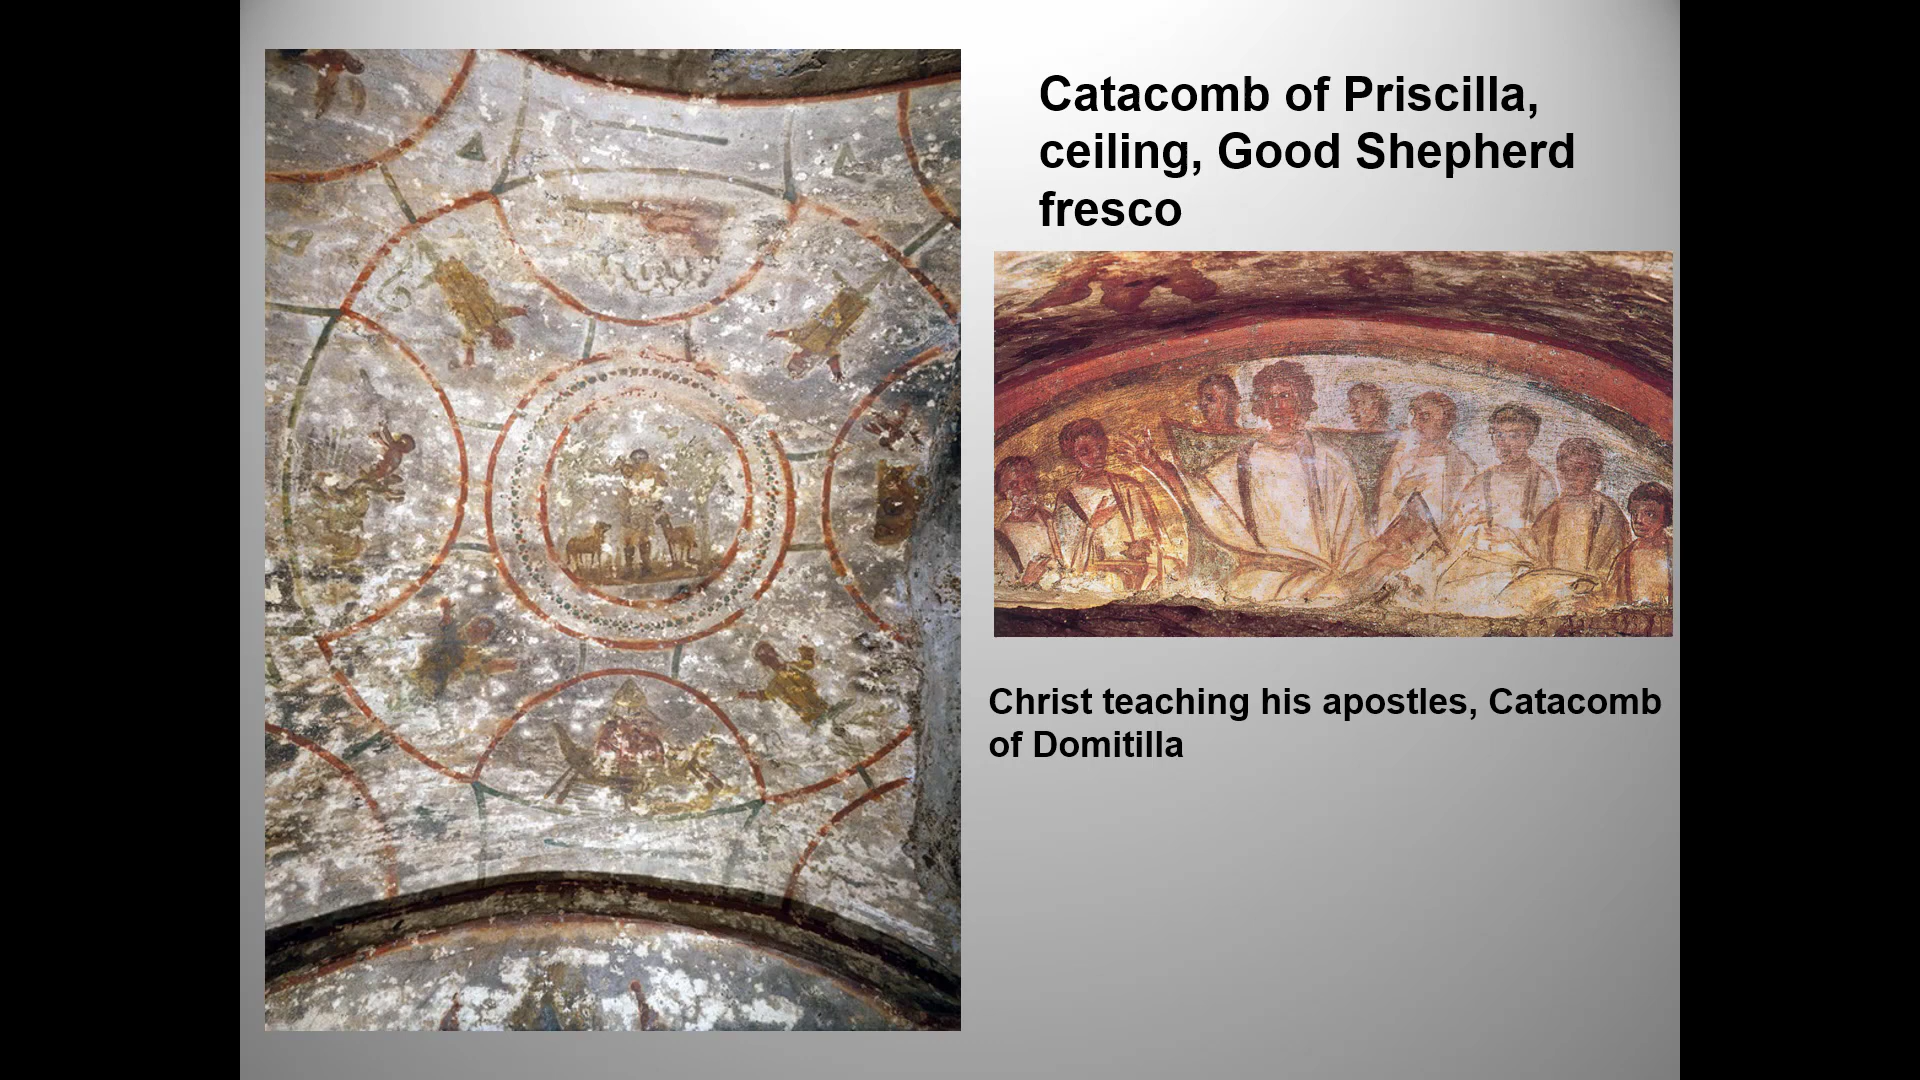 Catacomb of Priscilla,
ceiling, Good Shepherd
fresco
Christ teaching his apostles, Catacomb
of Domitilla